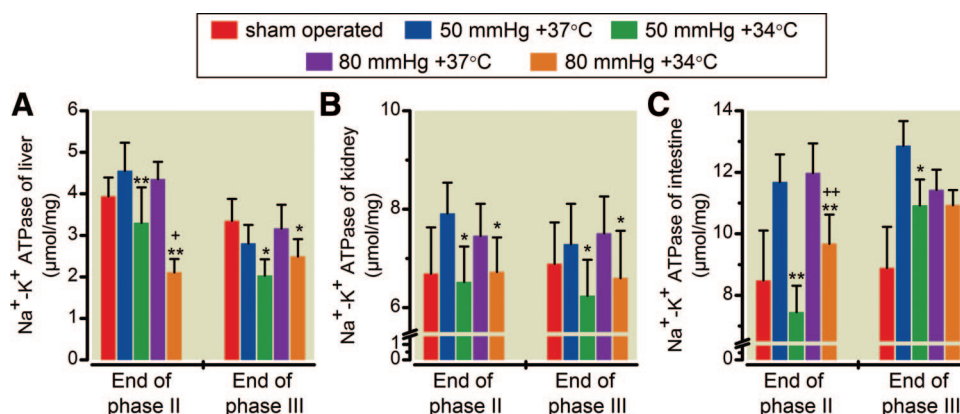 sham operated 50 mmHg +37°C 50 mmHg +34°C
80 mmHg +37°C 80 mmHg +34°C
A
Na⁺-K⁺ ATPase of liver
(µmol/mg)
6
5
4
3
2
1
0
**
+
**
*
*
End of
phase II
End of
phase III
B
Na⁺-K⁺ ATPase of kidney
(µmol/mg)
10
8
6
1
0
*
*
*
*
End of
phase II
End of
phase III
C
Na⁺-K⁺ ATPase of intestine
(µmol/mg)
14
12
10
8
1
0
**
++
**
*
End of
phase II
End of
phase III